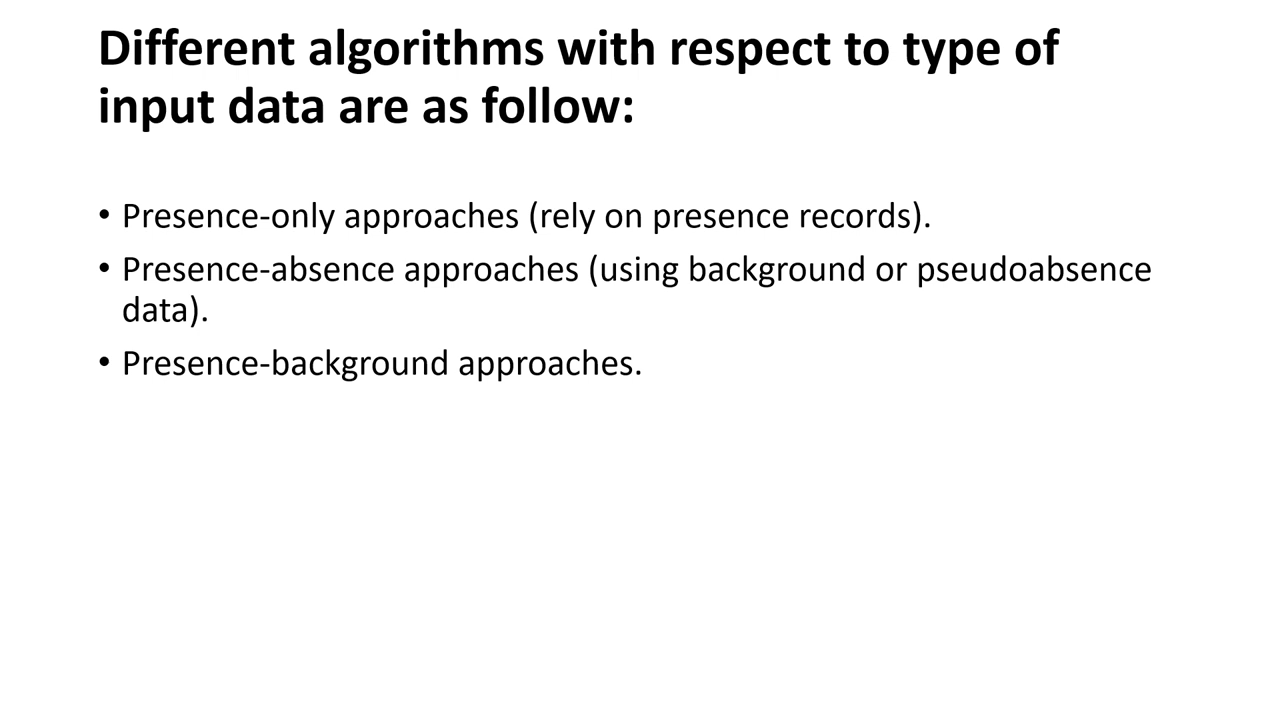 Different algorithms with respect to type of
input data are as follow:
• Presence-only approaches (rely on presence records).
• Presence-absence approaches (using background or pseudoabsence
data).
• Presence-background approaches.